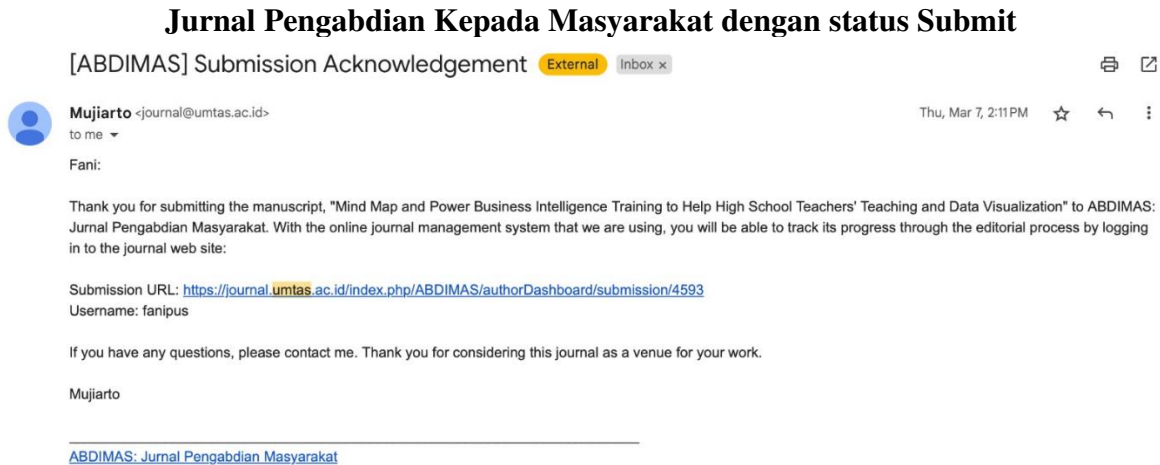 Jurnal Pengabdian Kepada Masyarakat dengan status Submit
[ABDIMAS] Submission Acknowledgement External Inbox ×
Mujiarto <journal@umtas.ac.id> Thu, Mar 7, 2:11 PM
to me
Fani:
Thank you for submitting the manuscript, "Mind Map and Power Business Intelligence Training to Help High School Teachers' Teaching and Data Visualization" to ABDIMAS:
Jurnal Pengabdian Masyarakat. With the online journal management system that we are using, you will be able to track its progress through the editorial process by logging
in to the journal web site:
Submission URL: https://journal.umtas.ac.id/index.php/ABDIMAS/authorDashboard/submission/4593
Username: fanipus
If you have any questions, please contact me. Thank you for considering this journal as a venue for your work.
Mujiarto
ABDIMAS: Jurnal Pengabdian Masyarakat